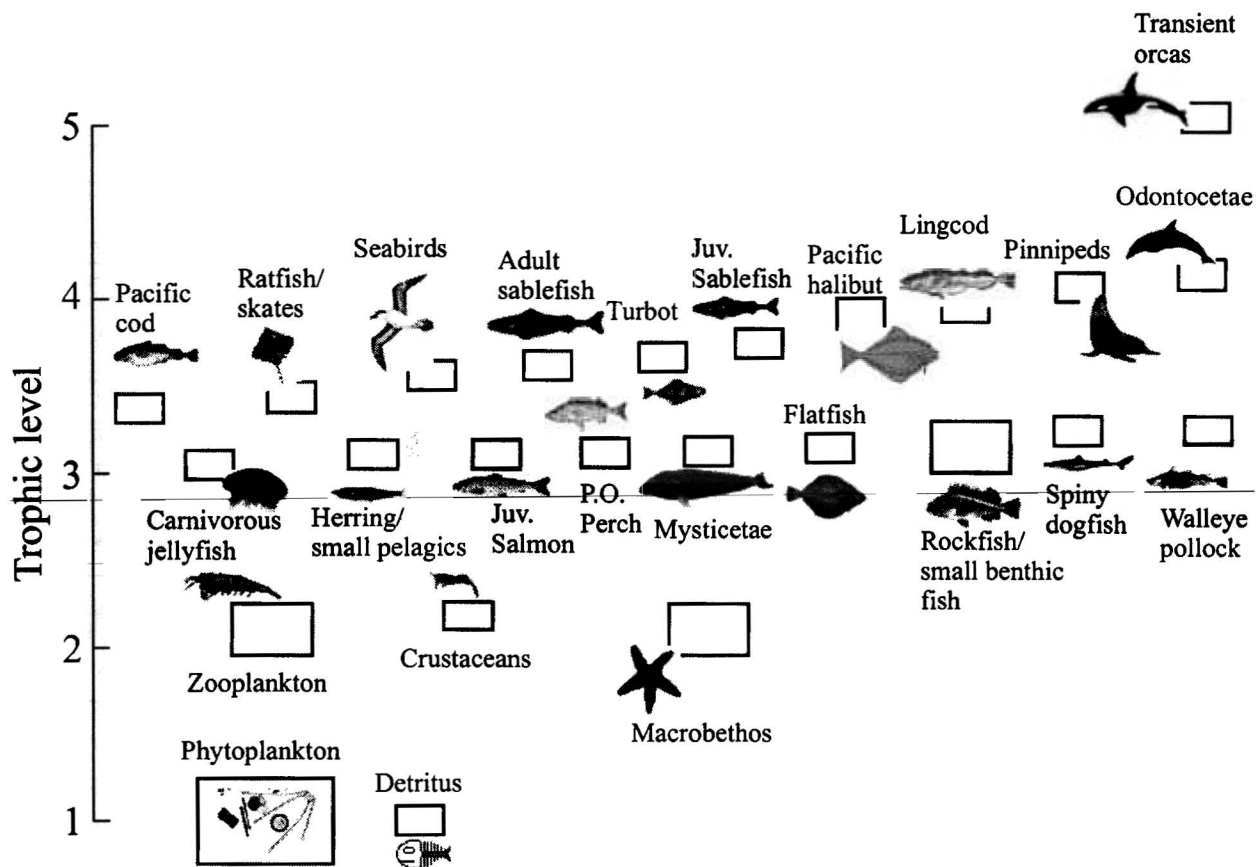 Transient
orcas
5
Odontocetae
Lingcod
Seabirds
Adult
sablefish
Juv.
Sablefish
Pacific
halibut
Pinnipeds
Ratfish/
skates
4
Pacific
cod
Turbot
Flatfish
3
Carnivorous
jellyfish
Herring/
small pelagics
Juv.
Salmon
P.O.
Perch
Mysticetae
Rockfish/
small benthic
fish
Spiny
dogfish
Walleye
pollock
Trophic level
2
Zooplankton
Crustaceans
Macrobethos
Phytoplankton
Detritus
1